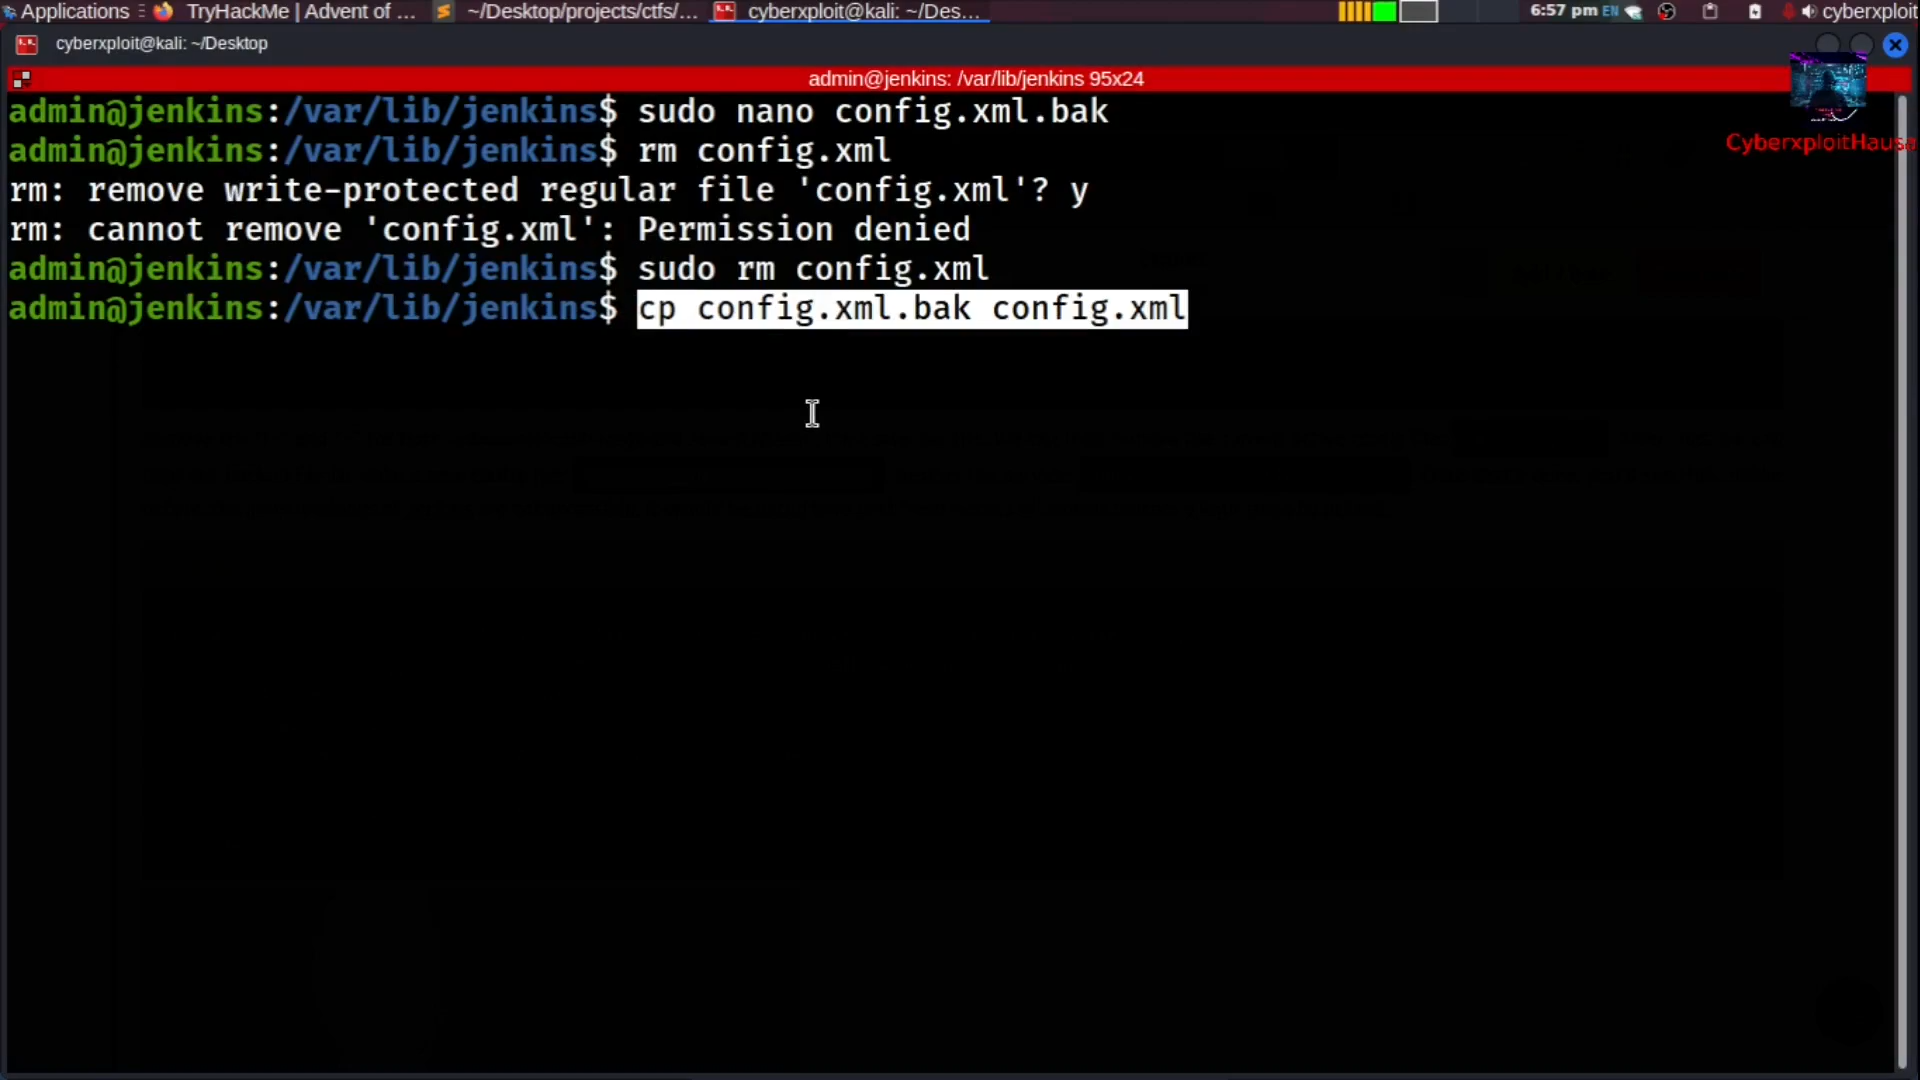 Applications TryHackMe | Advent of ... ~/Desktop/projects/ctfs/... cyberxploit@kali: ~/Des... 6:57 pm EN cyberxploit
cyberxploit@kali: ~/Desktop
admin@jenkins: /var/lib/jenkins 95x24
admin@jenkins:/var/lib/jenkins$ sudo nano config.xml.bak
admin@jenkins:/var/lib/jenkins$ rm config.xml
CyberxploitHausa
rm: remove write-protected regular file 'config.xml'? y
rm: cannot remove 'config.xml': Permission denied
admin@jenkins:/var/lib/jenkins$ sudo rm config.xml
admin@jenkins:/var/lib/jenkins$ cp config.xml.bak config.xml